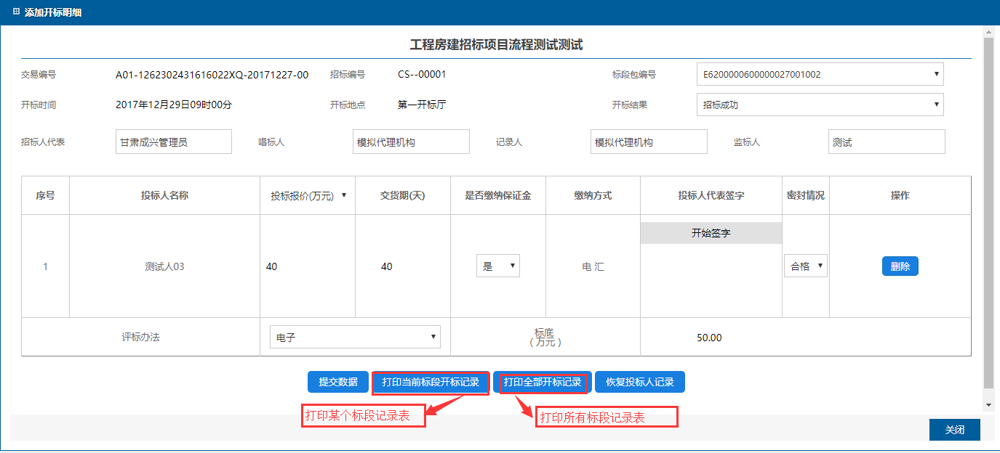 添加开标明细
工程房建招标项目流程测试测试
交易编号 A01-1262302431616022XQ-20171227-00 招标编号 CS--00001 标段包编号 E6200000600000027001002
开标时间 2017年12月29日09时00分 开标地点 第一开标厅 开标结果 招标成功
招标人代表 甘肃成兴管理员 唱标人 模拟代理机构 记录人 模拟代理机构 监标人 测试
序号 投标人名称 投标报价(万元) 交货期(天) 是否缴纳保证金 缴纳方式 投标人代表签字 密封情况 操作
开始签字
1 测试人03 40 40 是 电 汇 合格 删除
评标办法 电子 标底 50.00
（万元）
提交数据 打印当前标段开标记录 打印全部开标记录 恢复投标人记录
打印某个标段记录表 打印所有标段记录表
关闭